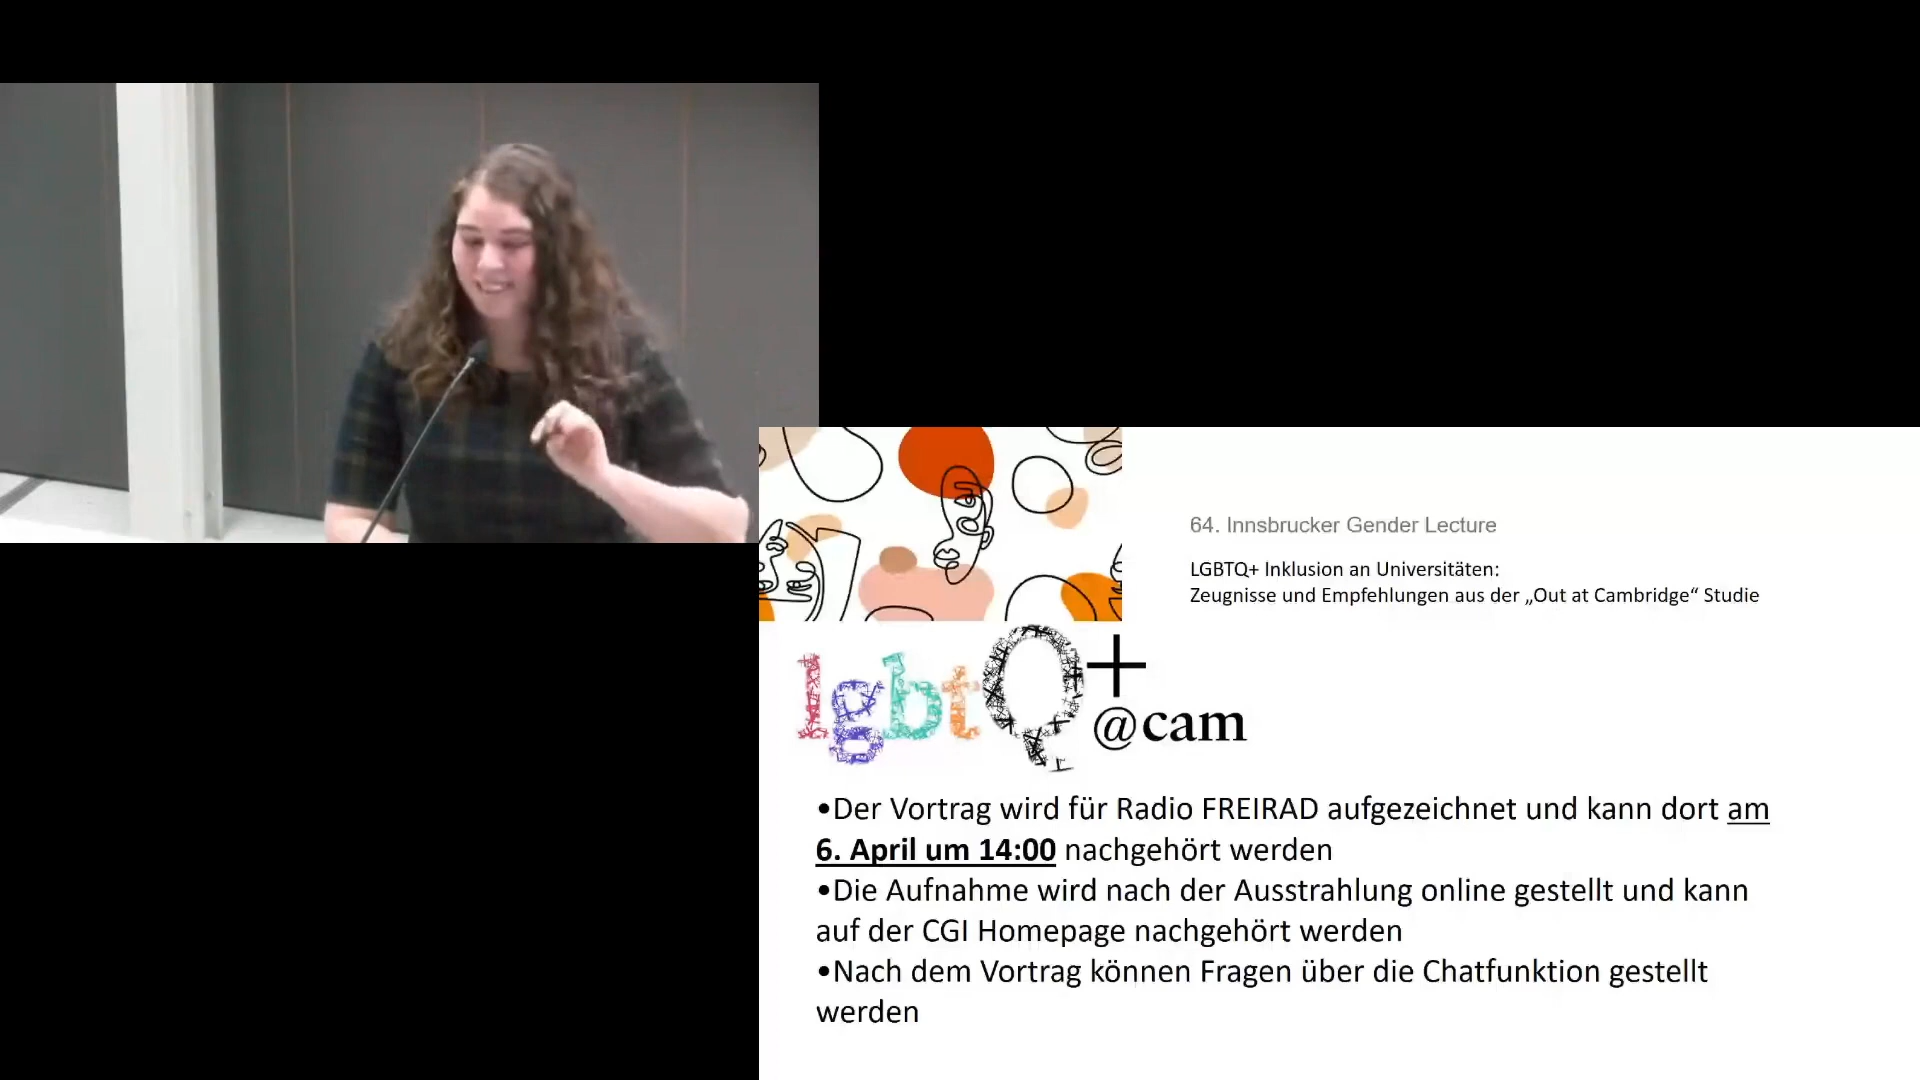 64. Innsbrucker Gender Lecture
LGBTQ+ Inklusion an Universitäten:
Zeugnisse und Empfehlungen aus der „Out at Cambridge“ Studie
lgbtQ+
@cam
•Der Vortrag wird für Radio FREIRAD aufgezeichnet und kann dort am
6. April um 14:00 nachgehört werden
•Die Aufnahme wird nach der Ausstrahlung online gestellt und kann
auf der CGI Homepage nachgehört werden
•Nach dem Vortrag können Fragen über die Chatfunktion gestellt
werden